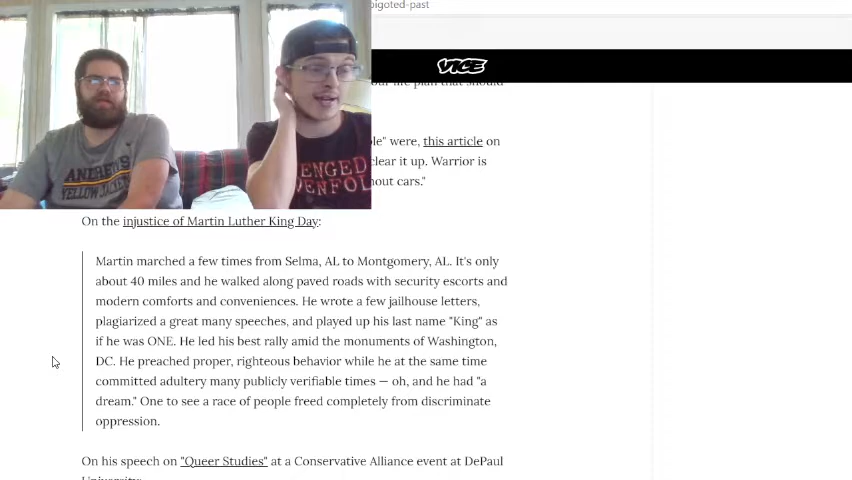 bigoted-past
VICE
our life plan that should
le" were, this article on
clear it up. Warrior is
hout cars."
ANDREWS
YELLOW JACKETS
ENGED
ENFOL
On the injustice of Martin Luther King Day:
Martin marched a few times from Selma, AL to Montgomery, AL. It's only
about 40 miles and he walked along paved roads with security escorts and
modern comforts and conveniences. He wrote a few jailhouse letters,
plagiarized a great many speeches, and played up his last name "King" as
if he was ONE. He led his best rally amid the monuments of Washington,
DC. He preached proper, righteous behavior while he at the same time
committed adultery many publicly verifiable times — oh, and he had "a
dream." One to see a race of people freed completely from discriminate
oppression.
On his speech on "Queer Studies" at a Conservative Alliance event at DePaul
University: